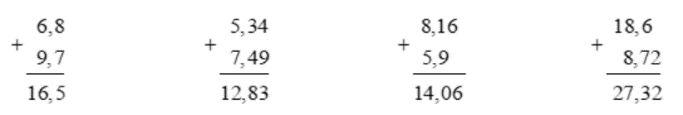 6,8 5,34 8,16 18,6
+ + + +
9,7 7,49 5,9 8,72
16,5 12,83 14,06 27,32